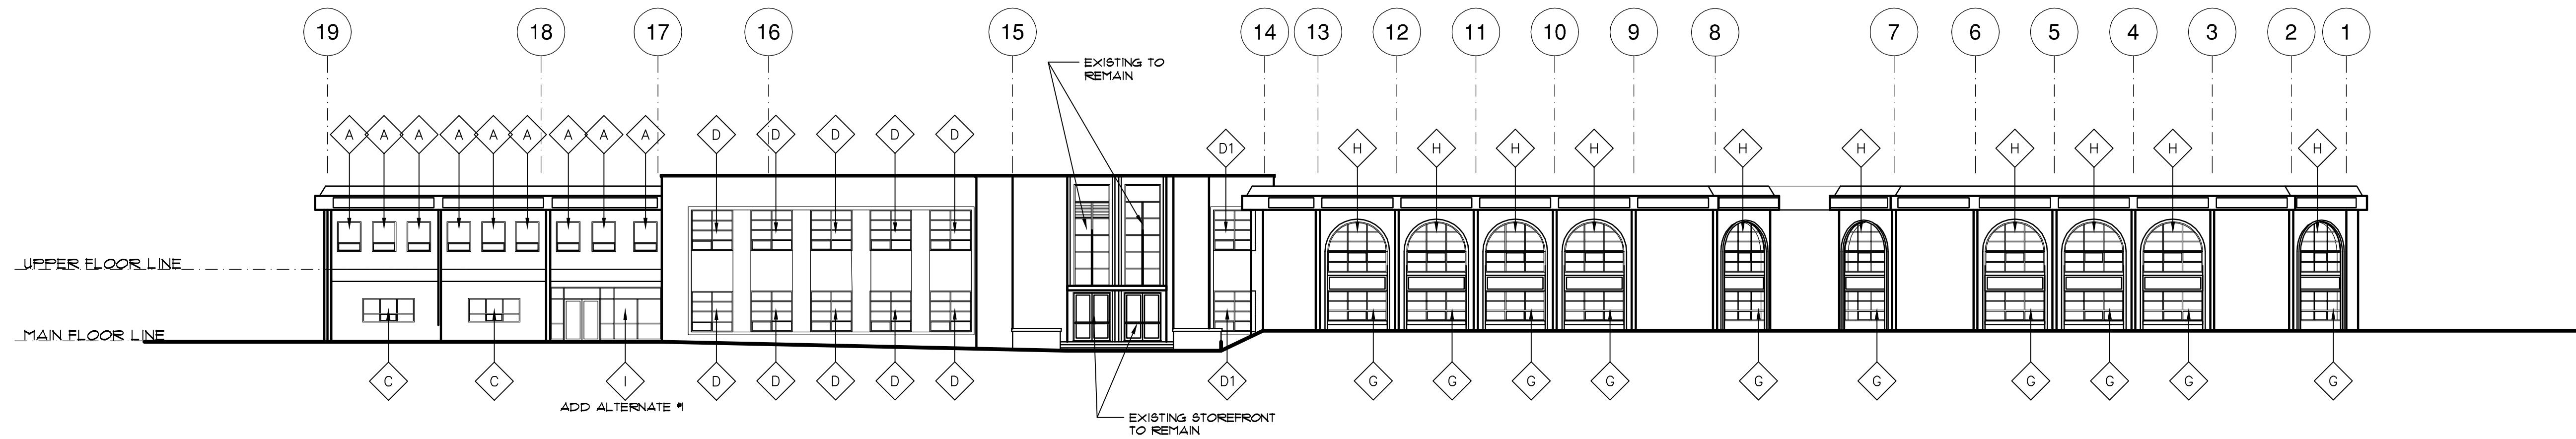 19 18 17 16 15 14 13 12 11 10 9 8 7 6 5 4 3 2 1
EXISTING TO
REMAIN
A A A A A A A A A D D D D D D1 H H H H H H H H H H
UPPER FLOOR LINE
MAIN FLOOR LINE
C C I D D D D D D1 G G G G G G G G G G
ADD ALTERNATE #1
EXISTING STOREFRONT
TO REMAIN